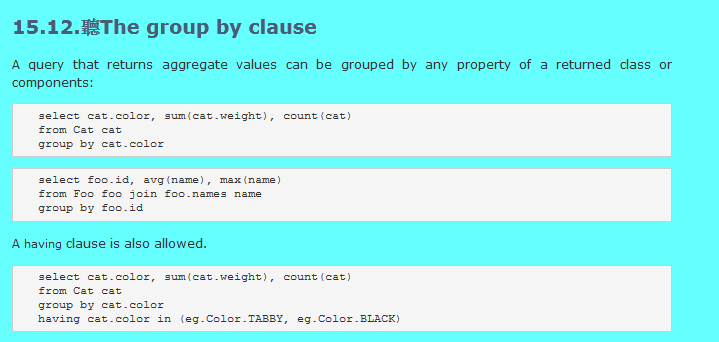 15.12.聽The group by clause
A query that returns aggregate values can be grouped by any property of a returned class or
components:
select cat.color, sum(cat.weight), count(cat)
from Cat cat
group by cat.color
select foo.id, avg(name), max(name)
from Foo foo join foo.names name
group by foo.id
A having clause is also allowed.
select cat.color, sum(cat.weight), count(cat)
from Cat cat
group by cat.color
having cat.color in (eg.Color.TABBY, eg.Color.BLACK)